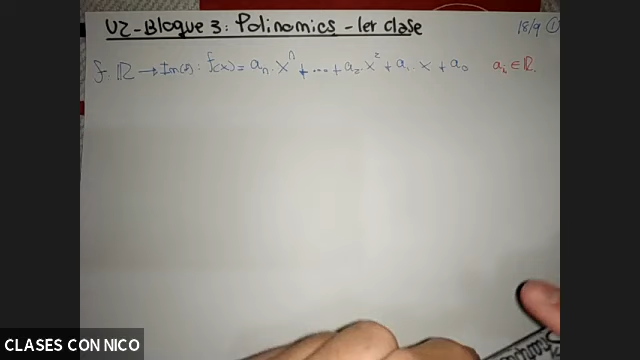 U2-Bloque 3: Polinomics - 1er clase
18/9 ①
f: ℝ → Im(f): f(x) = aₙ · xⁿ + ... + a₂ · x² + a₁ · x + a₀ aᵢ ∈ ℝ.
CLASES CON NICO